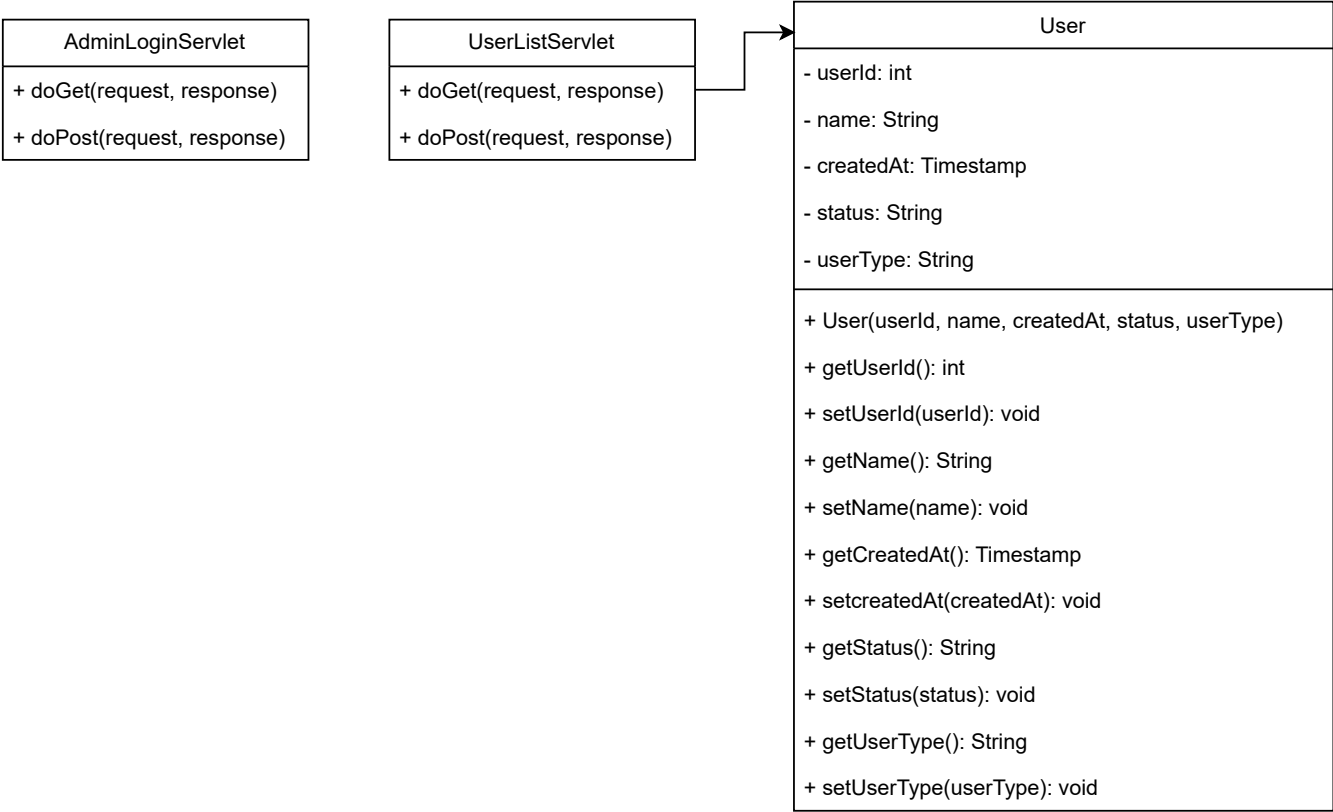 AdminLoginServlet
+ doGet(request, response)
+ doPost(request, response)
UserListServlet
+ doGet(request, response)
+ doPost(request, response)
User
- userId: int
- name: String
- createdAt: Timestamp
- status: String
- userType: String
+ User(userId, name, createdAt, status, userType)
+ getUserId(): int
+ setUserId(userId): void
+ getName(): String
+ setName(name): void
+ getCreatedAt(): Timestamp
+ setcreatedAt(createdAt): void
+ getStatus(): String
+ setStatus(status): void
+ getUserType(): String
+ setUserType(userType): void